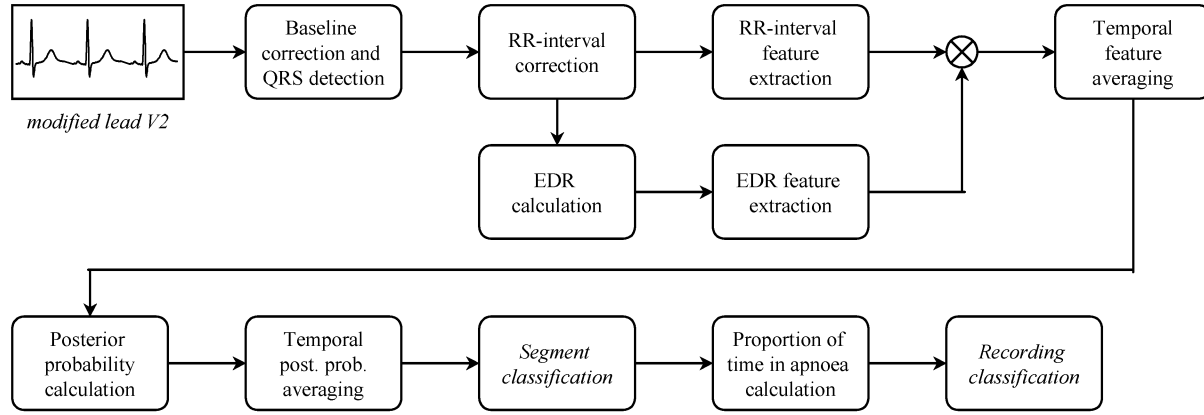 Baseline
correction and
QRS detection
RR-interval
correction
RR-interval
feature
extraction
Temporal
feature
averaging
modified lead V2
EDR
calculation
EDR feature
extraction
Posterior
probability
calculation
Temporal
post. prob.
averaging
Segment
classification
Proportion of
time in apnoea
calculation
Recording
classification